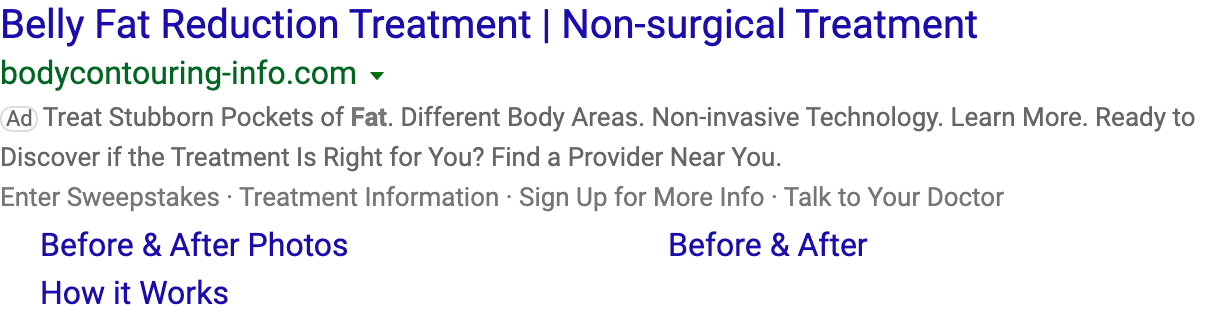 Belly Fat Reduction Treatment | Non-surgical Treatment
bodycontouring-info.com
Ad Treat Stubborn Pockets of Fat. Different Body Areas. Non-invasive Technology. Learn More. Ready to
Discover if the Treatment Is Right for You? Find a Provider Near You.
Enter Sweepstakes · Treatment Information · Sign Up for More Info · Talk to Your Doctor
Before & After Photos Before & After
How it Works